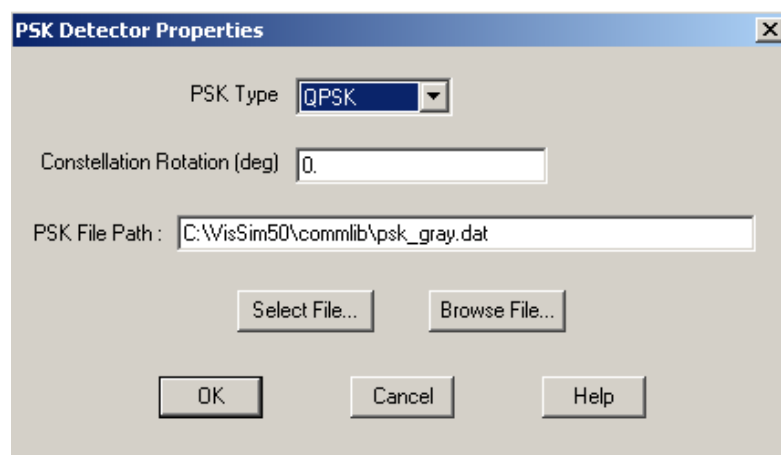 PSK Detector Properties
PSK Type QPSK
Constellation Rotation (deg) 0.
PSK File Path : C:\VisSim50\commlib\psk_gray.dat
Select File... Browse File...
OK Cancel Help